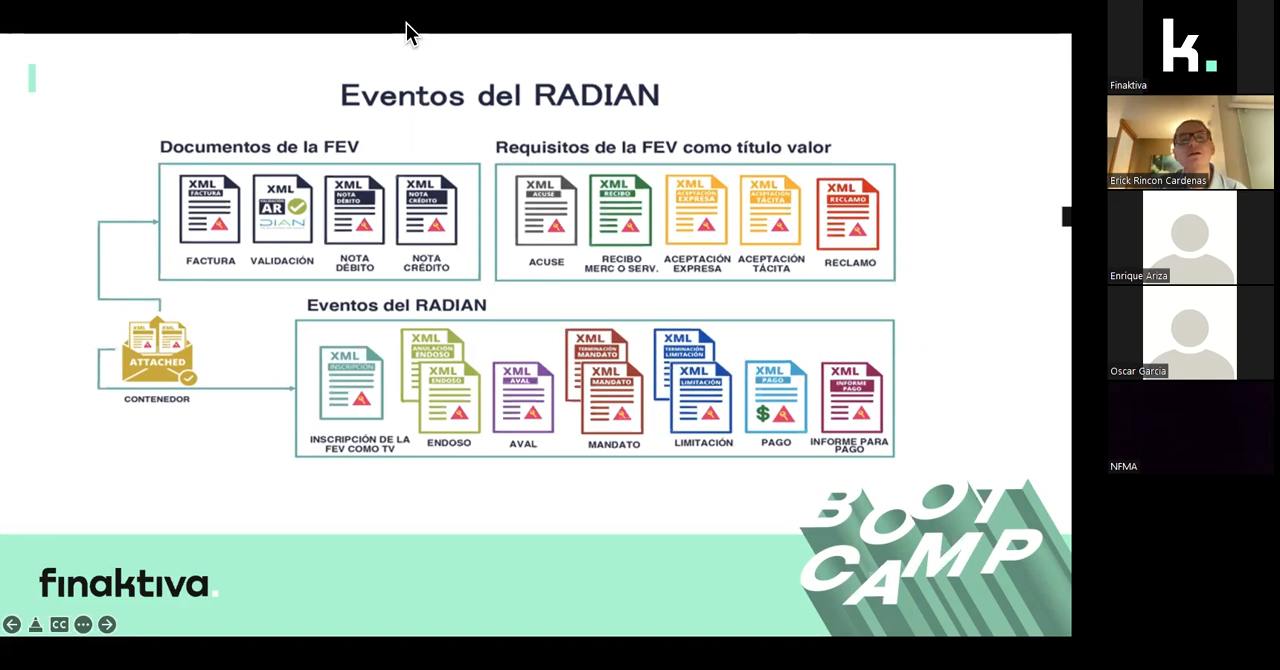 Eventos del RADIAN
Documentos de la FEV
XML
FACTURA
XML
AR
DIAN
XML
NOTA
DÉBITO
XML
NOTA
CRÉDITO
FACTURA
VALIDACIÓN
NOTA
DÉBITO
NOTA
CRÉDITO
Requisitos de la FEV como título valor
XML
ACUSE
XML
RECIBO
XML
ACEPTACIÓN
EXPRESA
XML
ACEPTACIÓN
TÁCITA
XML
RECLAMO
ACUSE
RECIBO
MERC O SERV.
ACEPTACIÓN
EXPRESA
ACEPTACIÓN
TÁCITA
RECLAMO
XML XML
ATTACHED
CONTENEDOR
Eventos del RADIAN
XML
INSCRIPCIÓN
XML
ANULACIÓN
ENDOSO
XML
ENDOSO
XML
AVAL
XML
TERMINACIÓN
MANDATO
XML
MANDATO
XML
TERMINACIÓN
LIMITACIÓN
XML
LIMITACIÓN
XML
PAGO
$
XML
INFORME
PAGO
INSCRIPCIÓN DE LA
FEV COMO TV
ENDOSO
AVAL
MANDATO
LIMITACIÓN
PAGO
INFORME PARA
PAGO
finaktiva.
BOOT
CAMP
CC
k.
Finaktiva
Erick Rincon Cardenas
Enrique Ariza
Oscar Garcia
NFMA